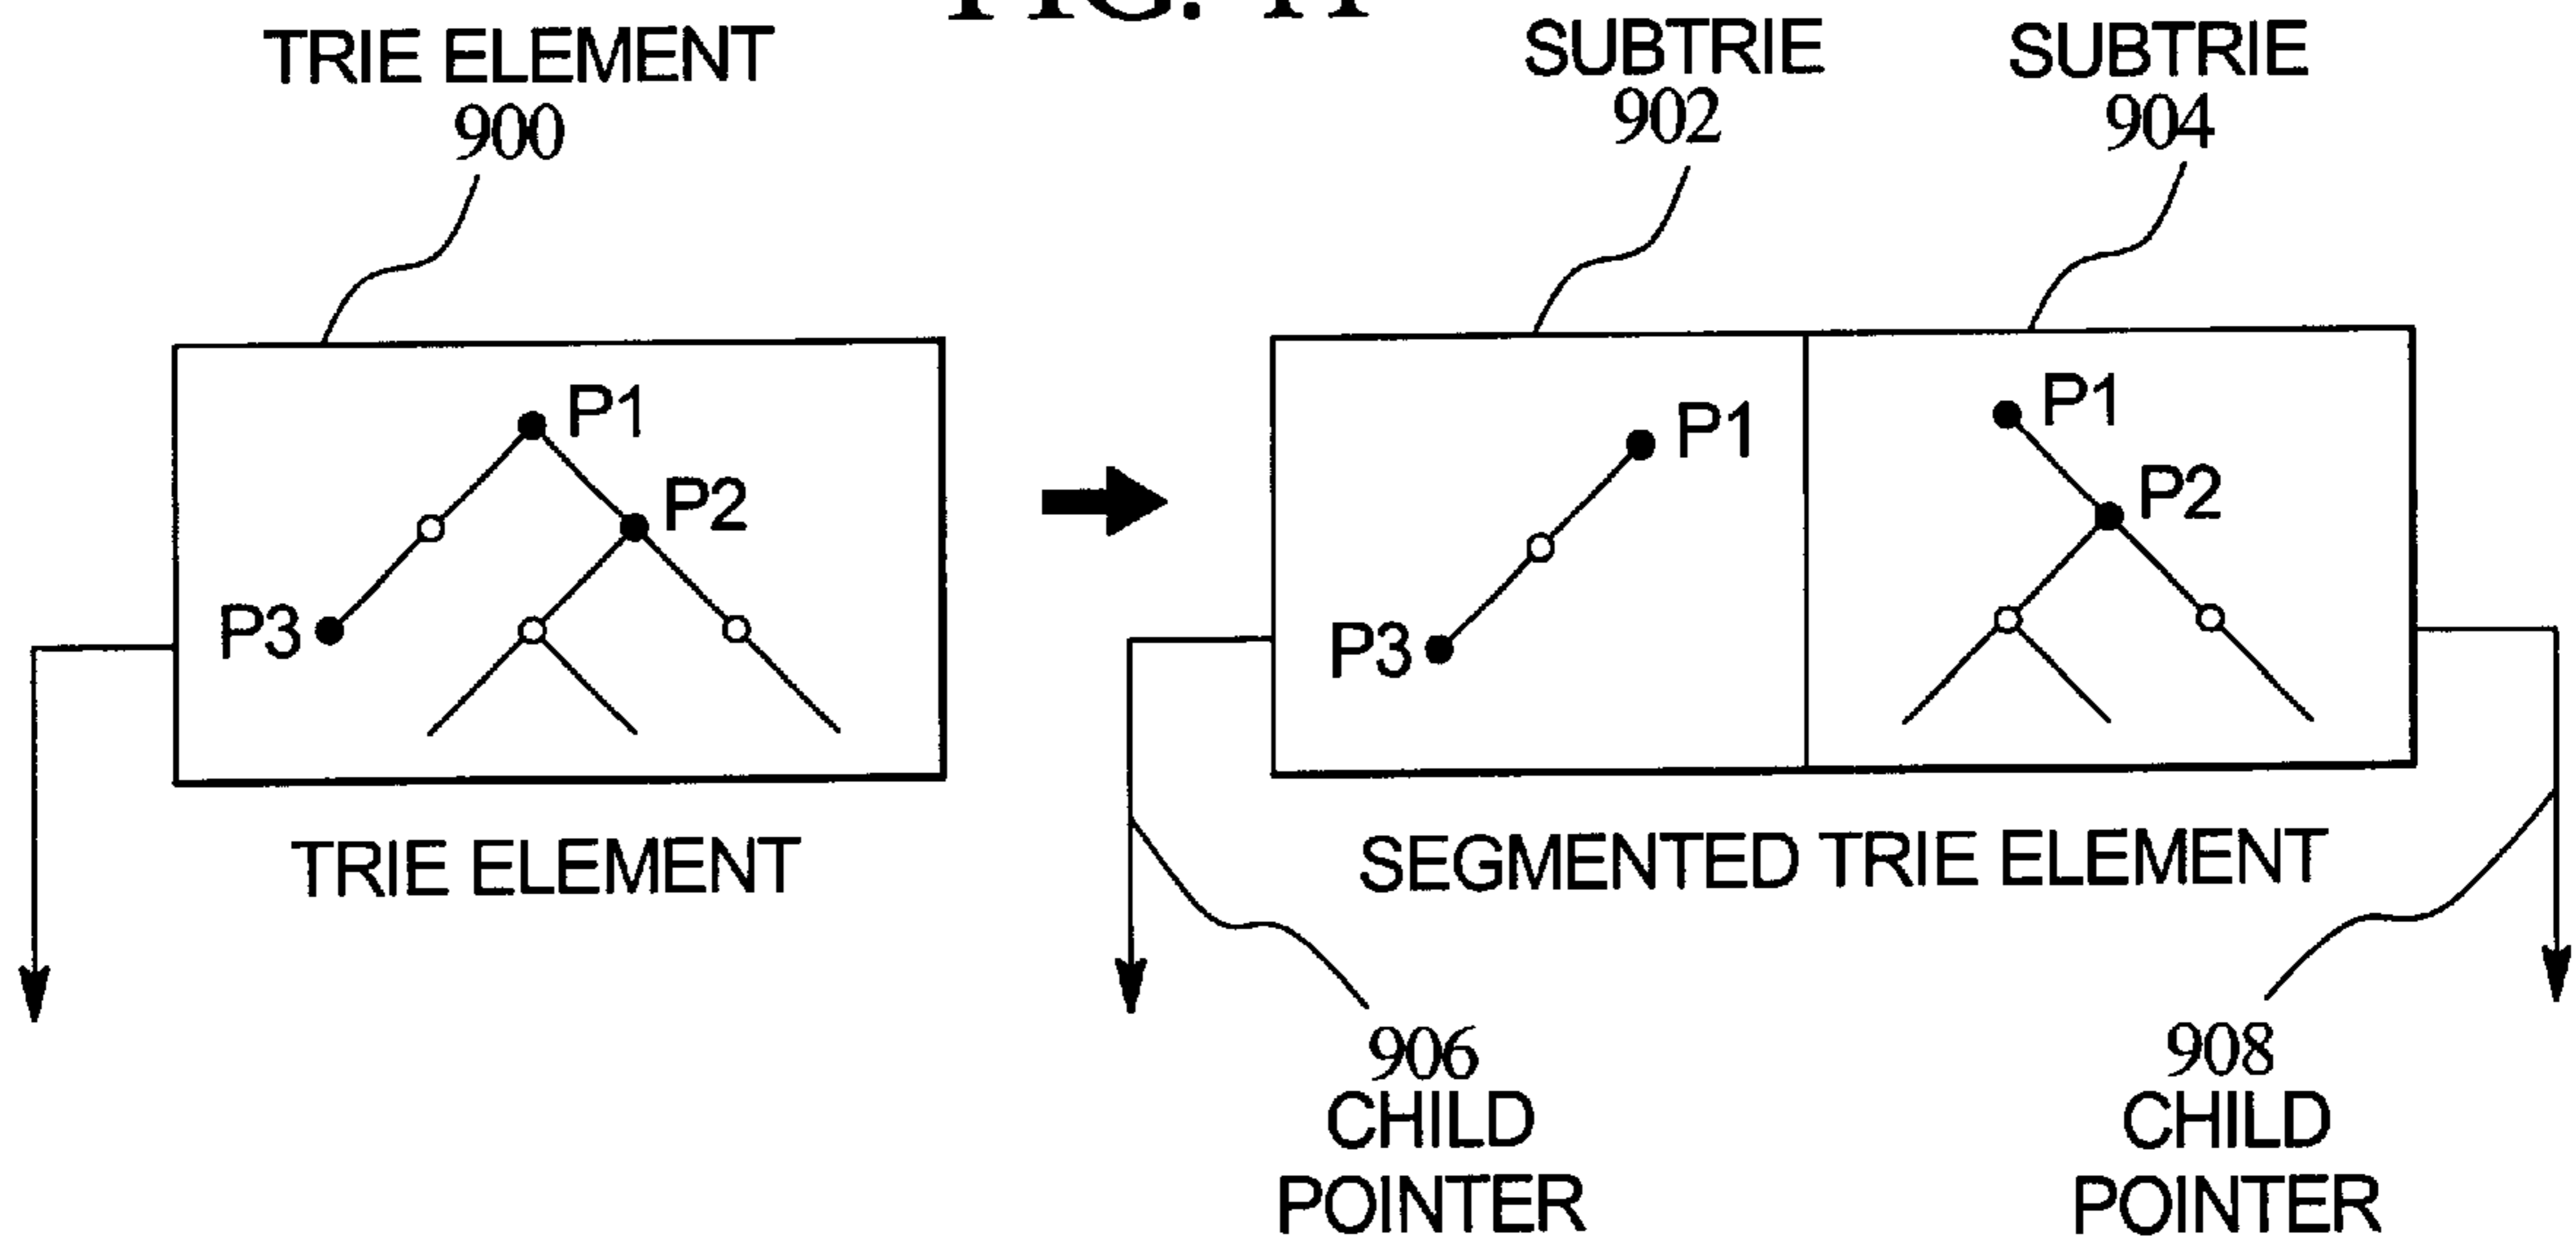 TRIE ELEMENT
900
SUBTRIE
902
SUBTRIE
904
P1
P2
P3
P1
P3
P1
P2
TRIE ELEMENT
SEGMENTED TRIE ELEMENT
906
CHILD
POINTER
908
CHILD
POINTER